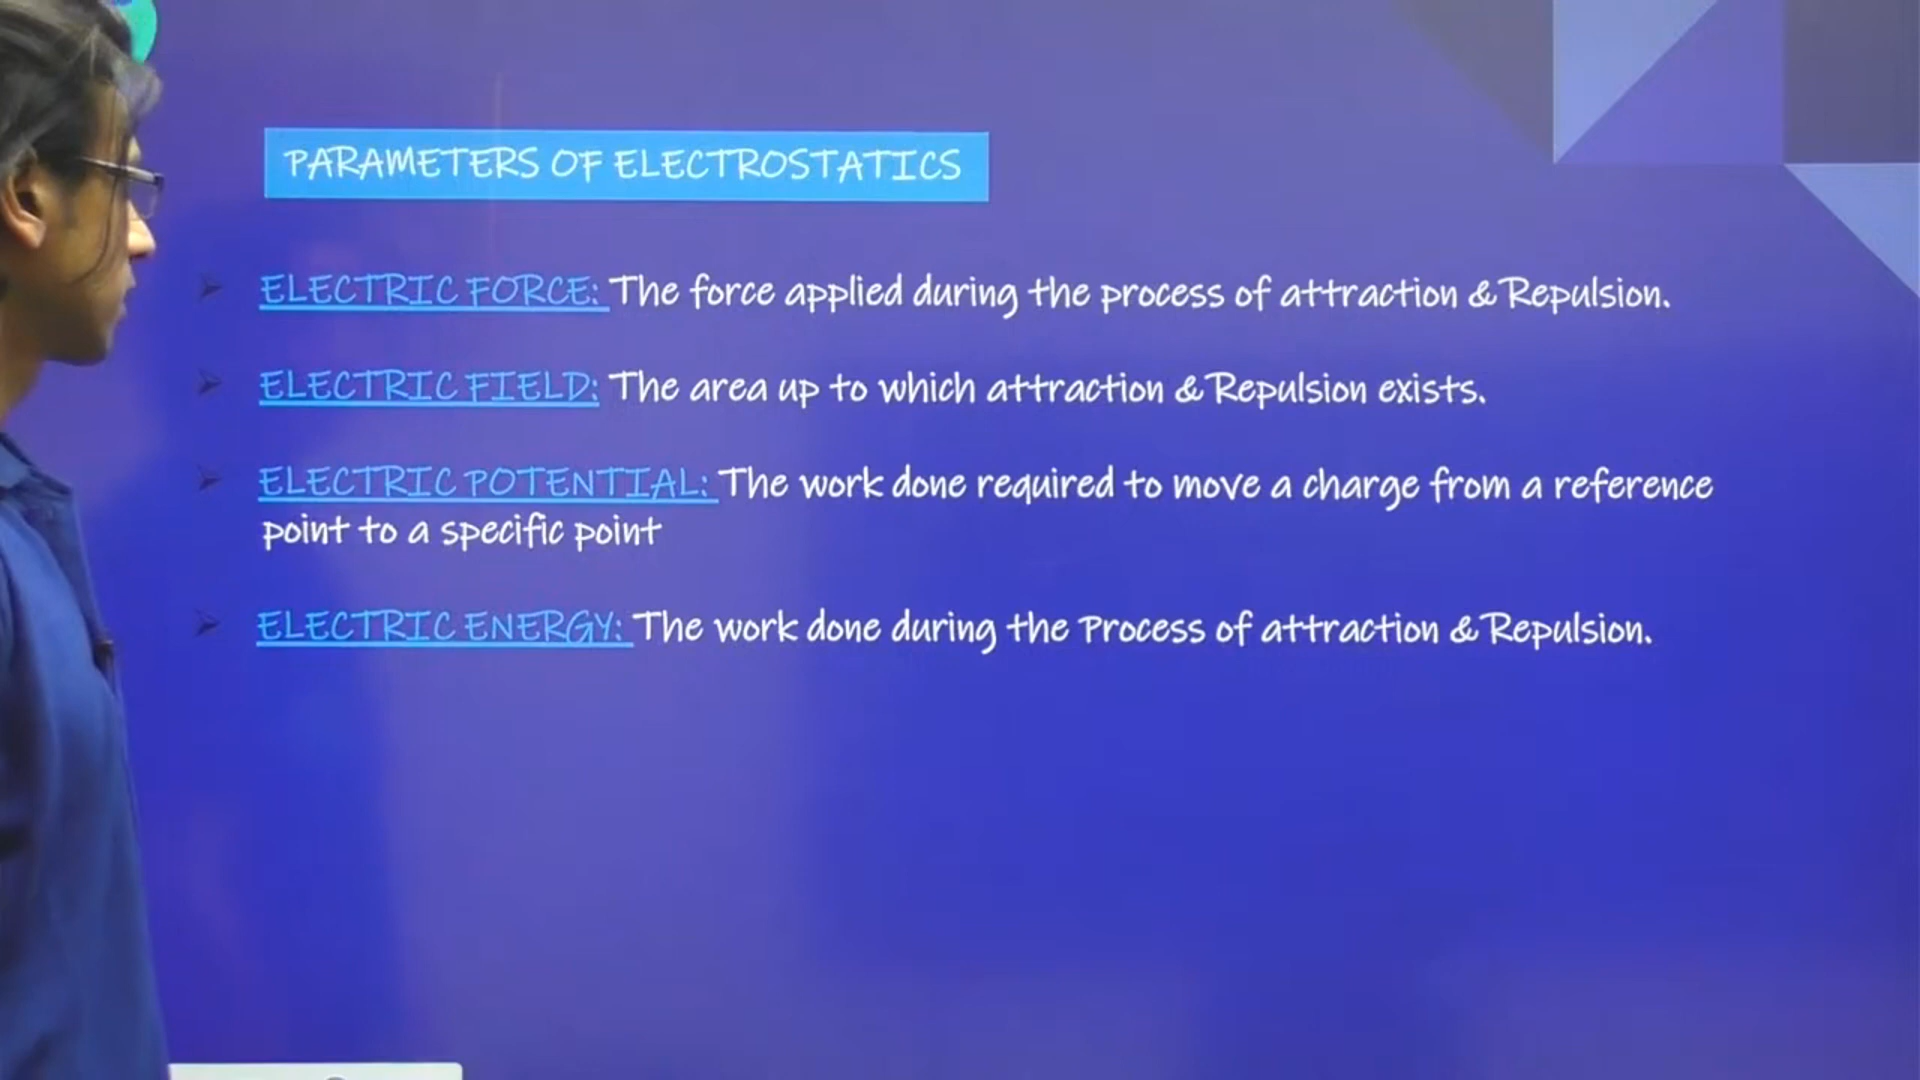 PARAMETERS OF ELECTROSTATICS
ELECTRIC FORCE: The force applied during the process of attraction & Repulsion.
ELECTRIC FIELD: The area up to which attraction & Repulsion exists.
ELECTRIC POTENTIAL: The work done required to move a charge from a reference
point to a specific point
ELECTRIC ENERGY: The work done during the Process of attraction & Repulsion.